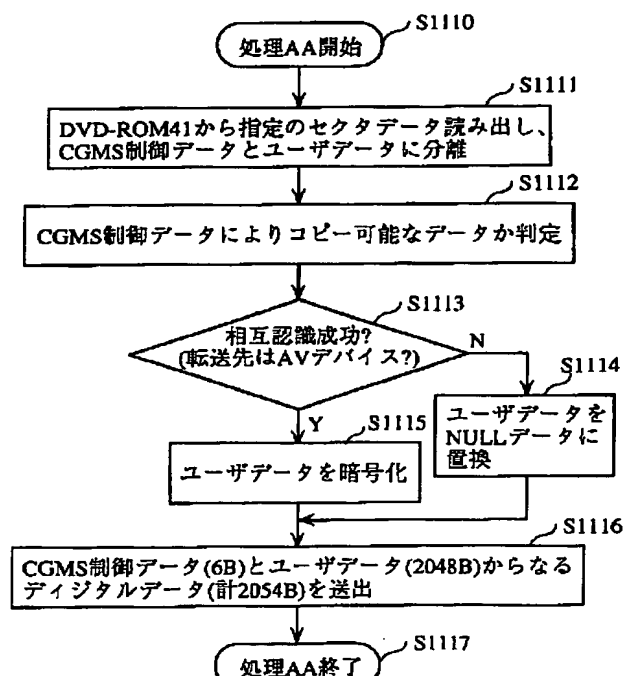 S1110
処理AA開始
S1111
DVD-ROM41から指定のセクタデータ読み出し、
CGMS制御データとユーザデータに分離
S1112
CGMS制御データによりコピー可能なデータか判定
S1113
相互認識成功?
(転送先はAVデバイス?)
N
S1114
ユーザデータを
NULLデータに
置換
Y
S1115
ユーザデータを暗号化
S1116
CGMS制御データ(6B)とユーザデータ(2048B)からなる
ディジタルデータ(計2054B)を送出
S1117
処理AA終了